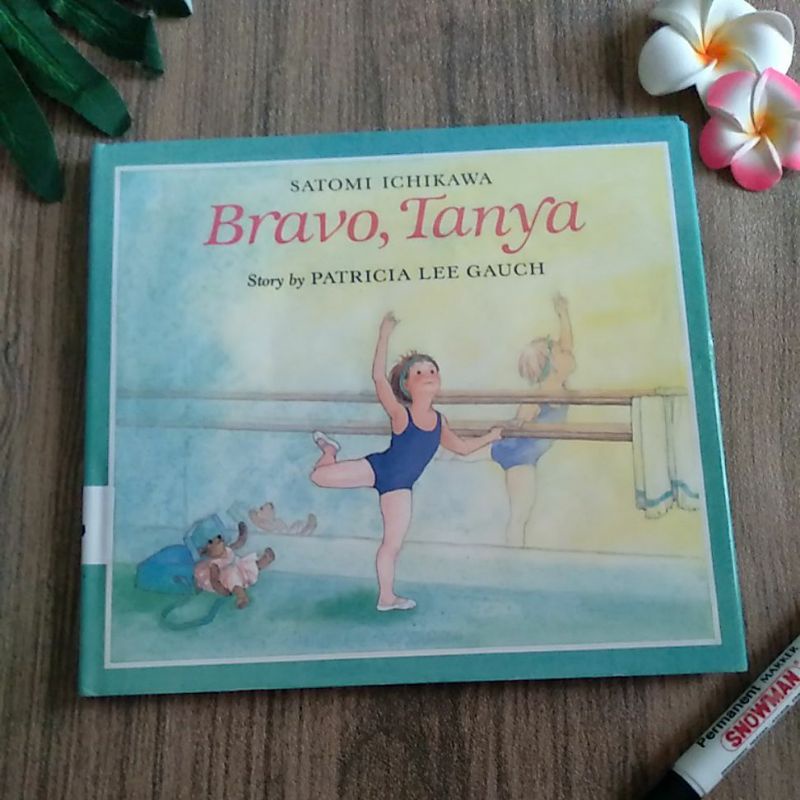 SATOMI ICHIKAWA
Bravo, Tanya
Story by PATRICIA LEE GAUCH
Permanent MARKER
SNOWMAN